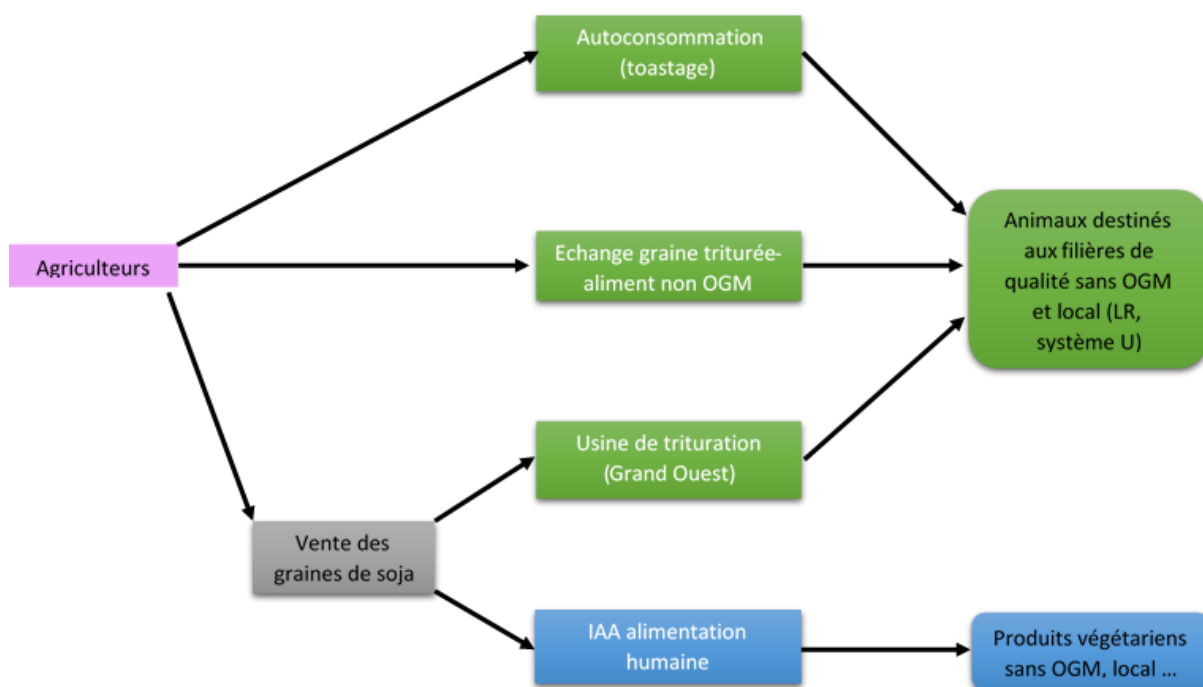 Autoconsommation
(toastage)
Agriculteurs
Echange graine triturée-
aliment non OGM
Animaux destinés
aux filières de
qualité sans OGM
et local (LR,
système U)
Usine de trituration
(Grand Ouest)
Vente des
graines de soja
IAA alimentation
humaine
Produits végétariens
sans OGM, local ...